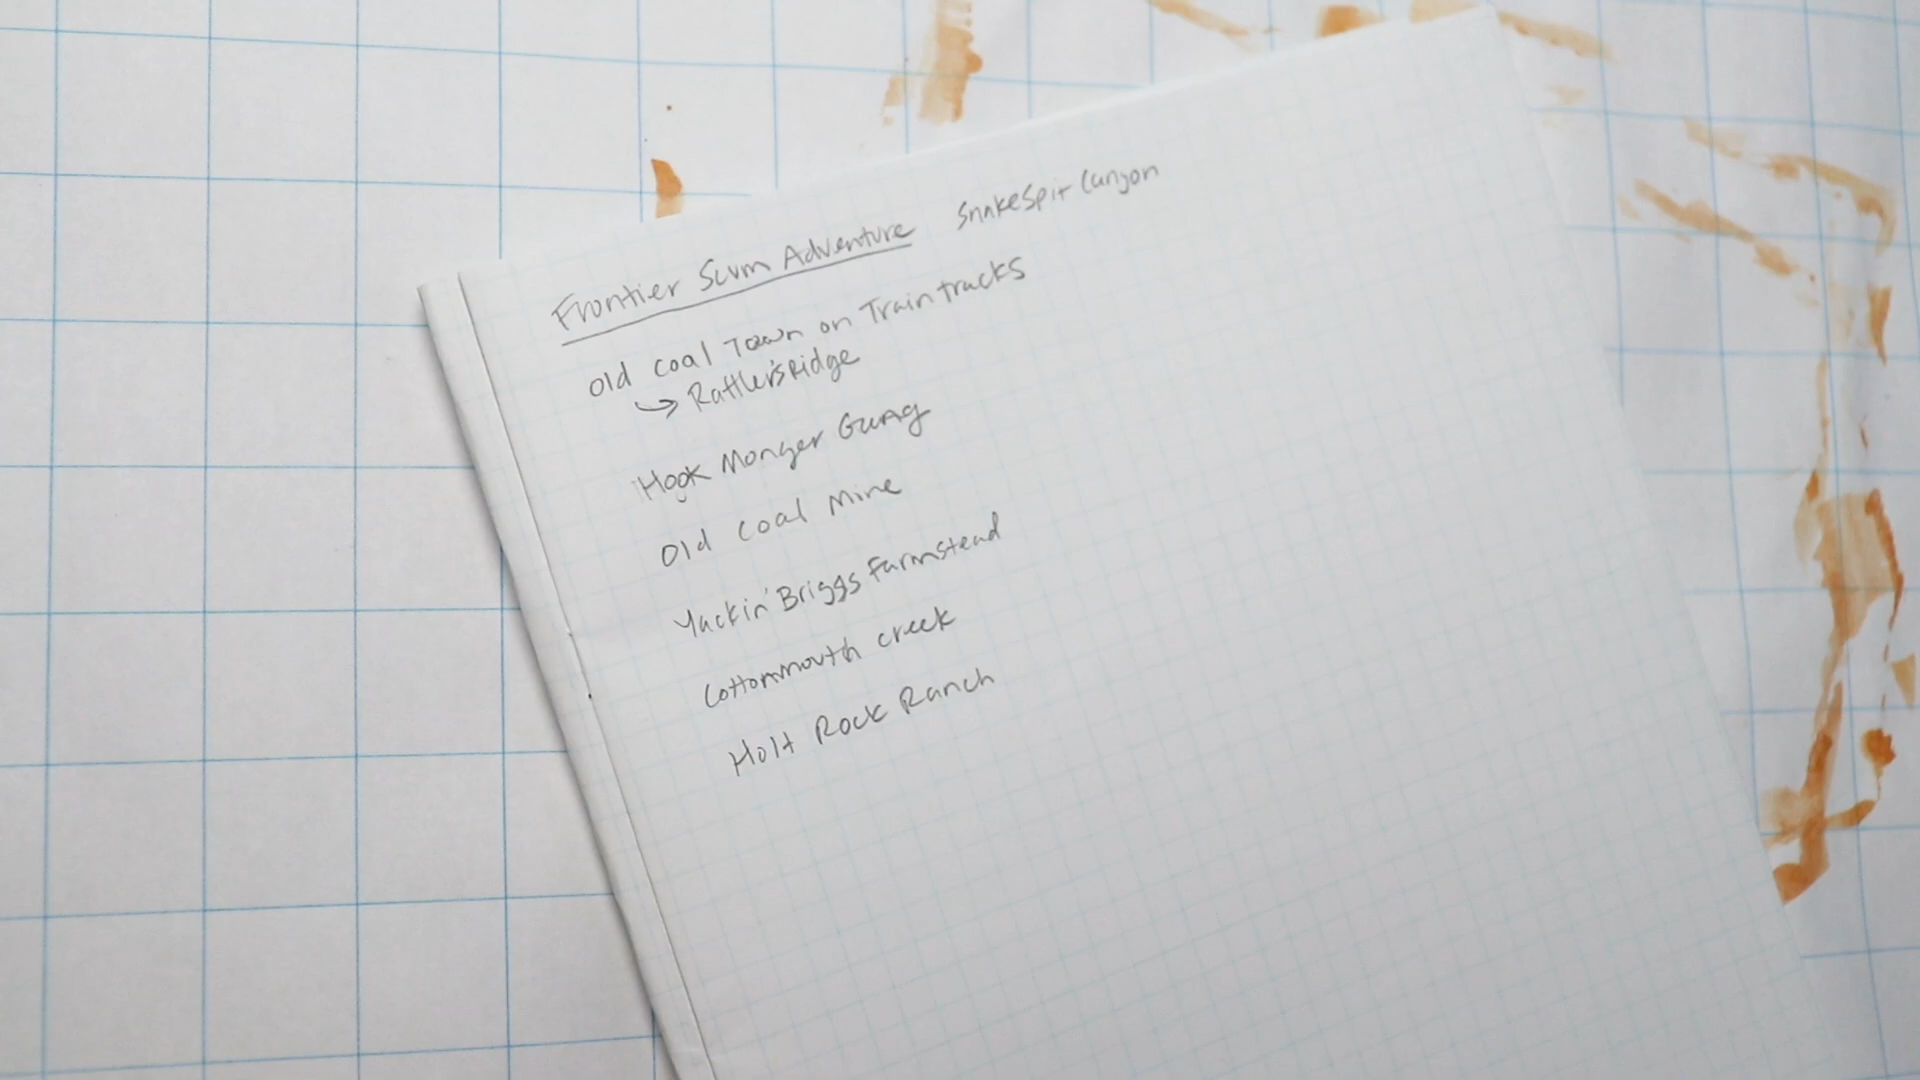 Frontier Scum Adventure SnakeSpit Canyon
Old Coal Town on Train tracks
→ Rattler's Ridge
Hook Monger Gang
Old Coal Mine
Yackin' Briggs Farmstead
Cottonmouth Creek
Holt Rock Ranch